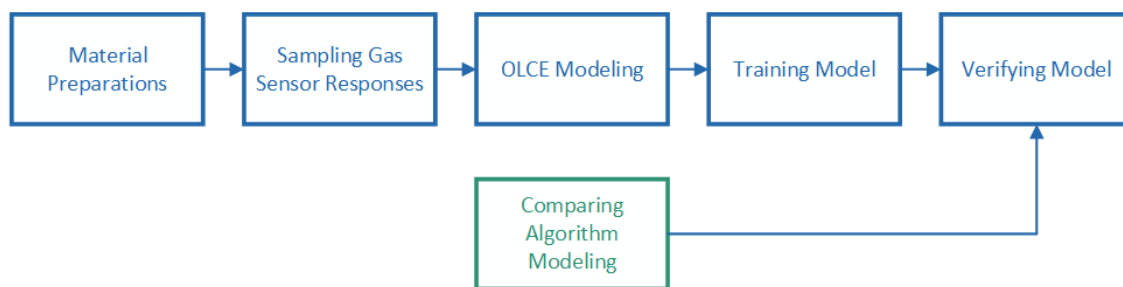 Material
Preparations
Sampling Gas
Sensor Responses
OLCE Modeling
Training Model
Verifying Model
Comparing
Algorithm
Modeling